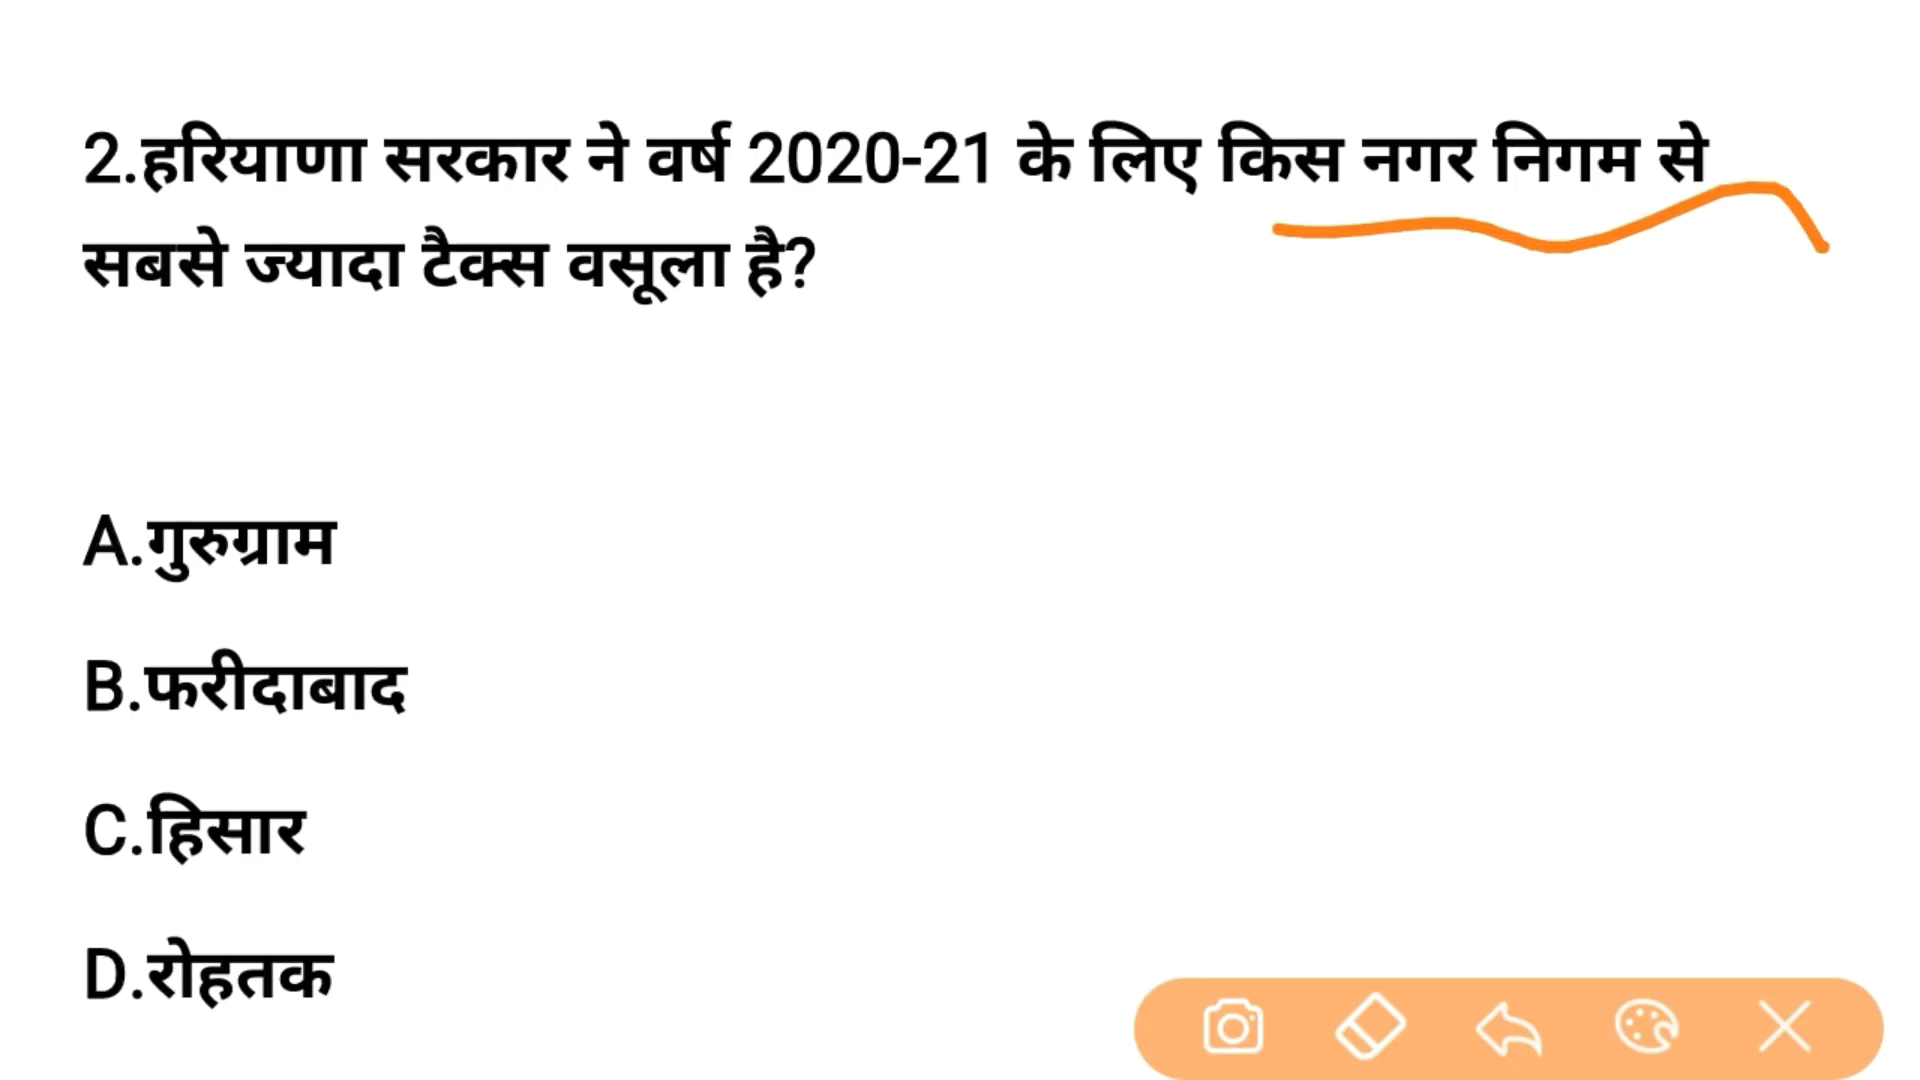 2.हरियाणा सरकार ने वर्ष 2020-21 के लिए किस नगर निगम से
सबसे ज्यादा टैक्स वसूला है?
A.गुरुग्राम
B.फरीदाबाद
C.हिसार
D.रोहतक